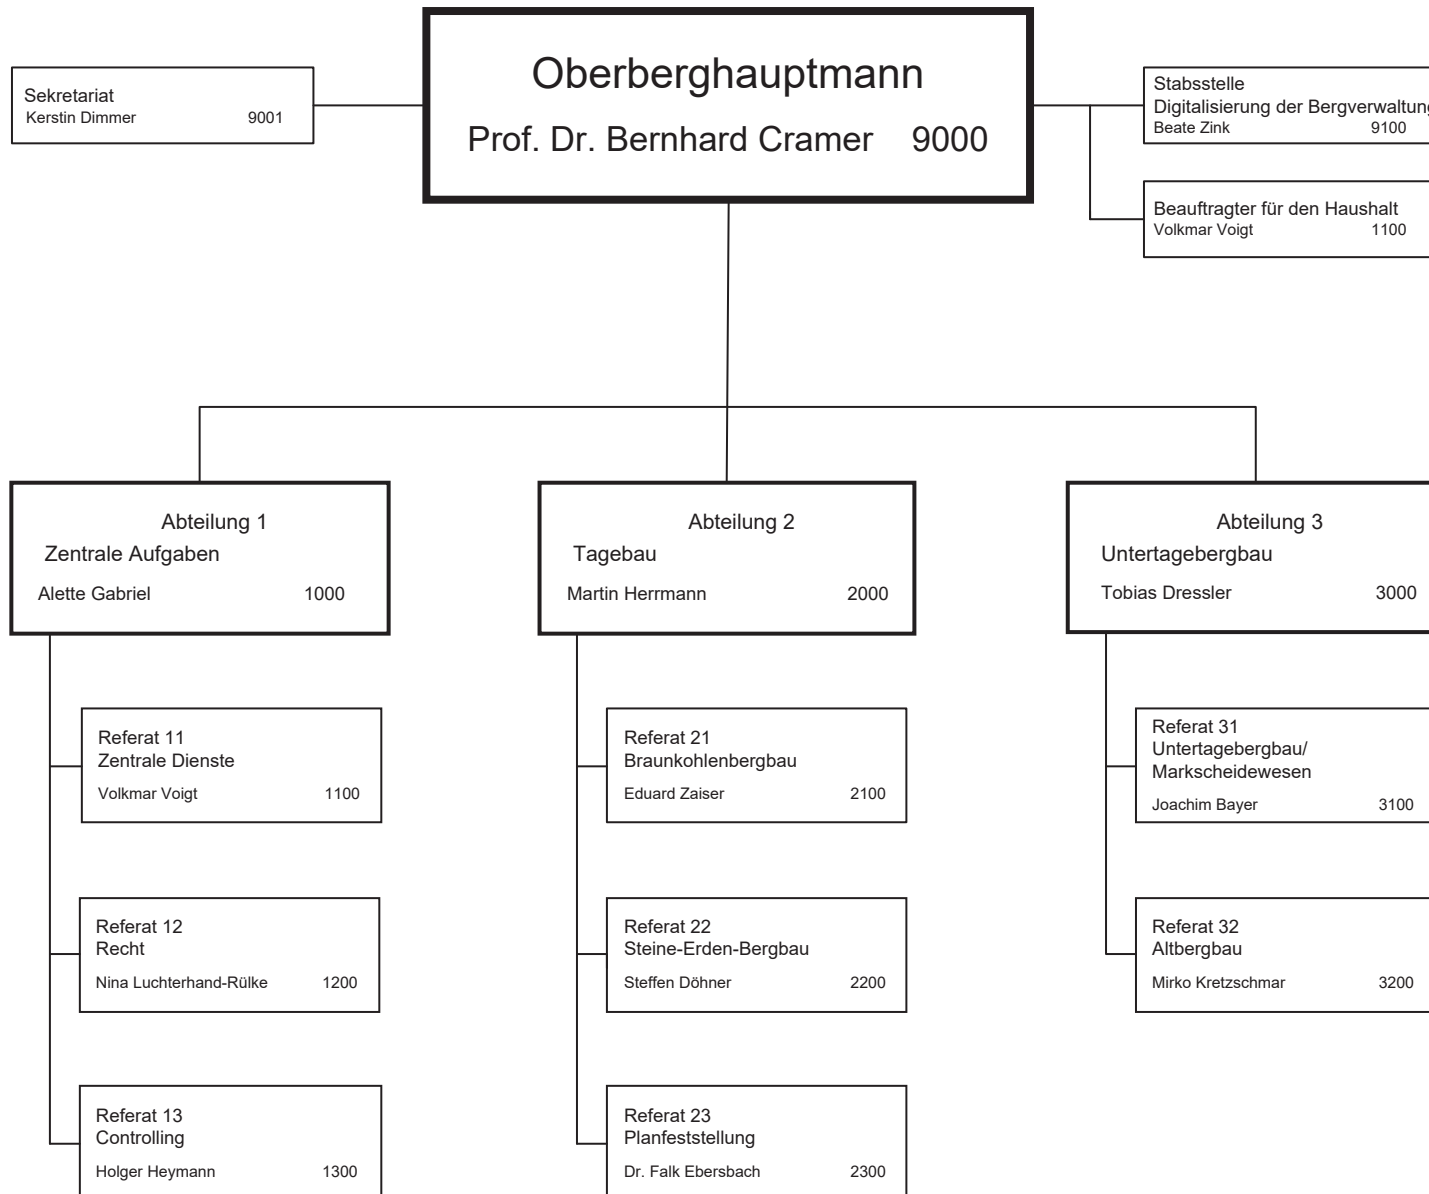 Oberberghauptmann
Prof. Dr. Bernhard Cramer 9000
Sekretariat
Kerstin Dimmer 9001
Stabsstelle
Digitalisierung der Bergverwaltung
Beate Zink 9100
Beauftragter für den Haushalt
Volkmar Voigt 1100
Abteilung 1
Zentrale Aufgaben
Alette Gabriel 1000
Referat 11
Zentrale Dienste
Volkmar Voigt 1100
Referat 12
Recht
Nina Luchterhand-Rülke 1200
Referat 13
Controlling
Holger Heymann 1300
Abteilung 2
Tagebau
Martin Herrmann 2000
Referat 21
Braunkohlenbergbau
Eduard Zaiser 2100
Referat 22
Steine-Erden-Bergbau
Steffen Döhner 2200
Referat 23
Planfeststellung
Dr. Falk Ebersbach 2300
Abteilung 3
Untertagebergbau
Tobias Dressler 3000
Referat 31
Untertagebergbau/
Markscheidewesen
Joachim Bayer 3100
Referat 32
Altbergbau
Mirko Kretzschmar 3200